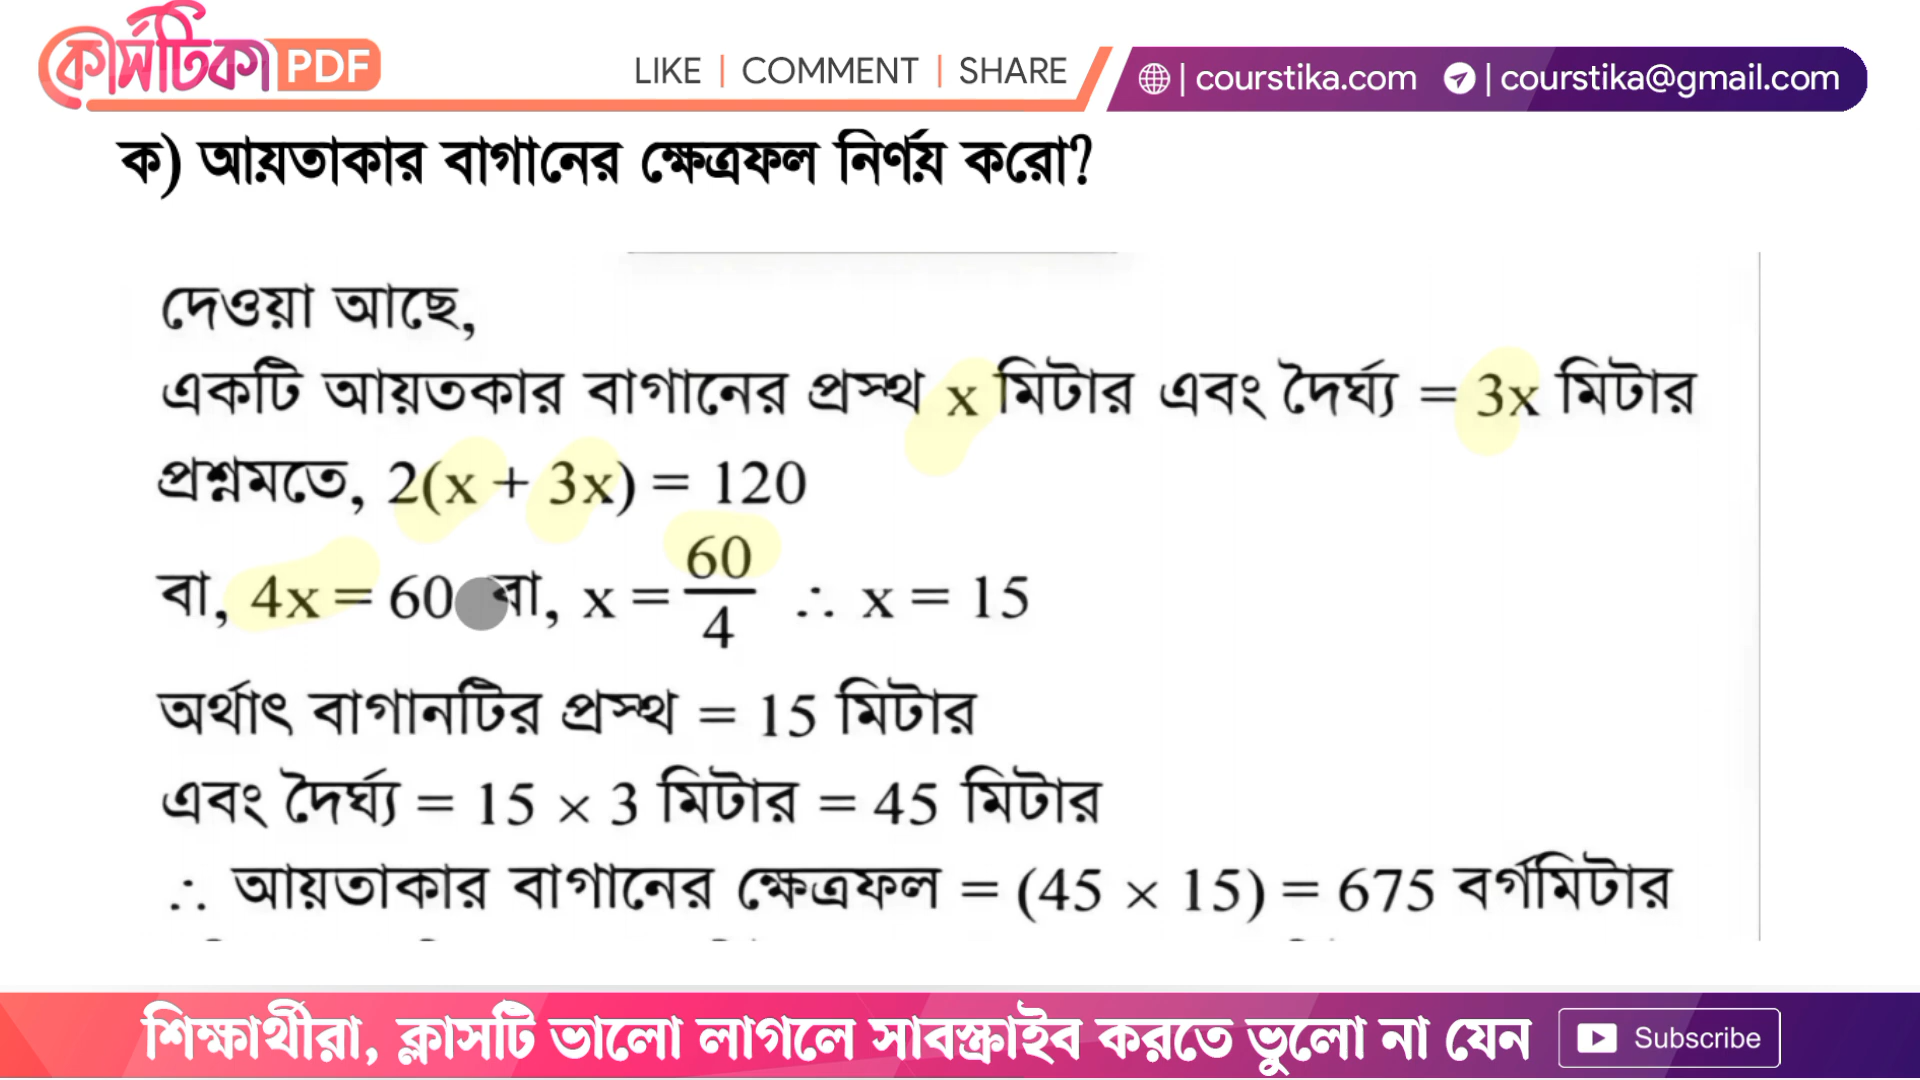 কোর্সটিকা PDF
LIKE | COMMENT | SHARE
| courstika.com | courstika@gmail.com
ক) আয়তাকার বাগানের ক্ষেত্রফল নির্ণয় করো?
দেওয়া আছে,
একটি আয়তকার বাগানের প্রস্থ x মিটার এবং দৈর্ঘ্য = 3x মিটার
প্রশ্নমতে, 2(x + 3x) = 120
বা, 4x = 60 বা, x = 60/4 ∴ x = 15
অর্থাৎ বাগানটির প্রস্থ = 15 মিটার
এবং দৈর্ঘ্য = 15 × 3 মিটার = 45 মিটার
∴ আয়তাকার বাগানের ক্ষেত্রফল = (45 × 15) = 675 বর্গমিটার
শিক্ষার্থীরা, ক্লাসটি ভালো লাগলে সাবস্ক্রাইব করতে ভুলো না যেন Subscribe